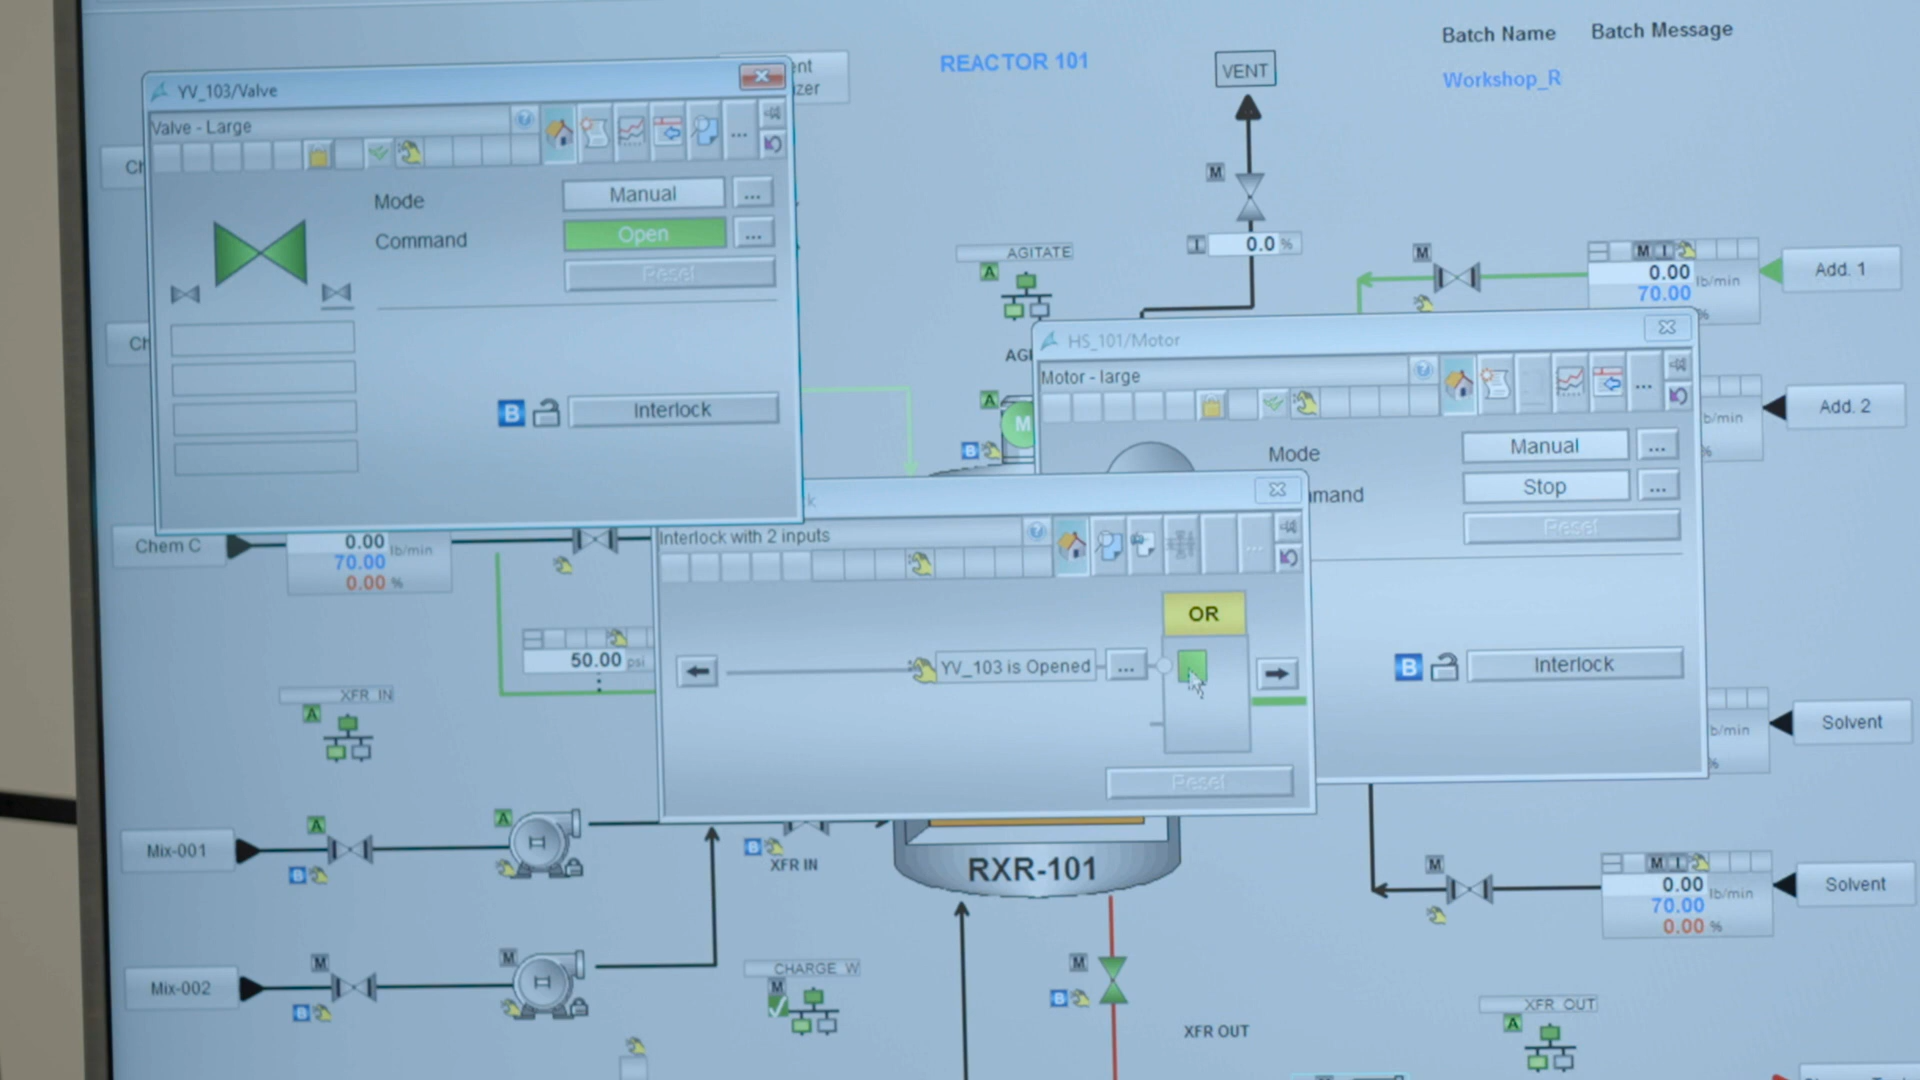 Batch Name
Batch Message
REACTOR 101
Workshop_R
VENT
YV_103/Valve
Valve - Large
Mode
Manual
...
Command
Open
...
Reset
B
Interlock
M
I
0.0 %
AGITATE
A
M
M I
0.00
70.00
lb/min
%
Add. 1
HS_101/Motor
Motor - large
...
Mode
Manual
...
Stop
...
Reset
B
Interlock
A
M
B
b/min
%
Add. 2
Chem C
0.00
70.00
0.00 %
lb/min
Interlock with 2 inputs
...
OR
YV_103 is Opened
...
Reset
50.00 psi
XFR_IN
A
b/min
%
Solvent
Mix-001
A
B
A
B
XFR IN
RXR-101
M
M I
0.00
70.00
0.00 %
lb/min
Solvent
Mix-002
M
B
M
CHARGE_W
M
M
B
XFR OUT
XFR_OUT
A